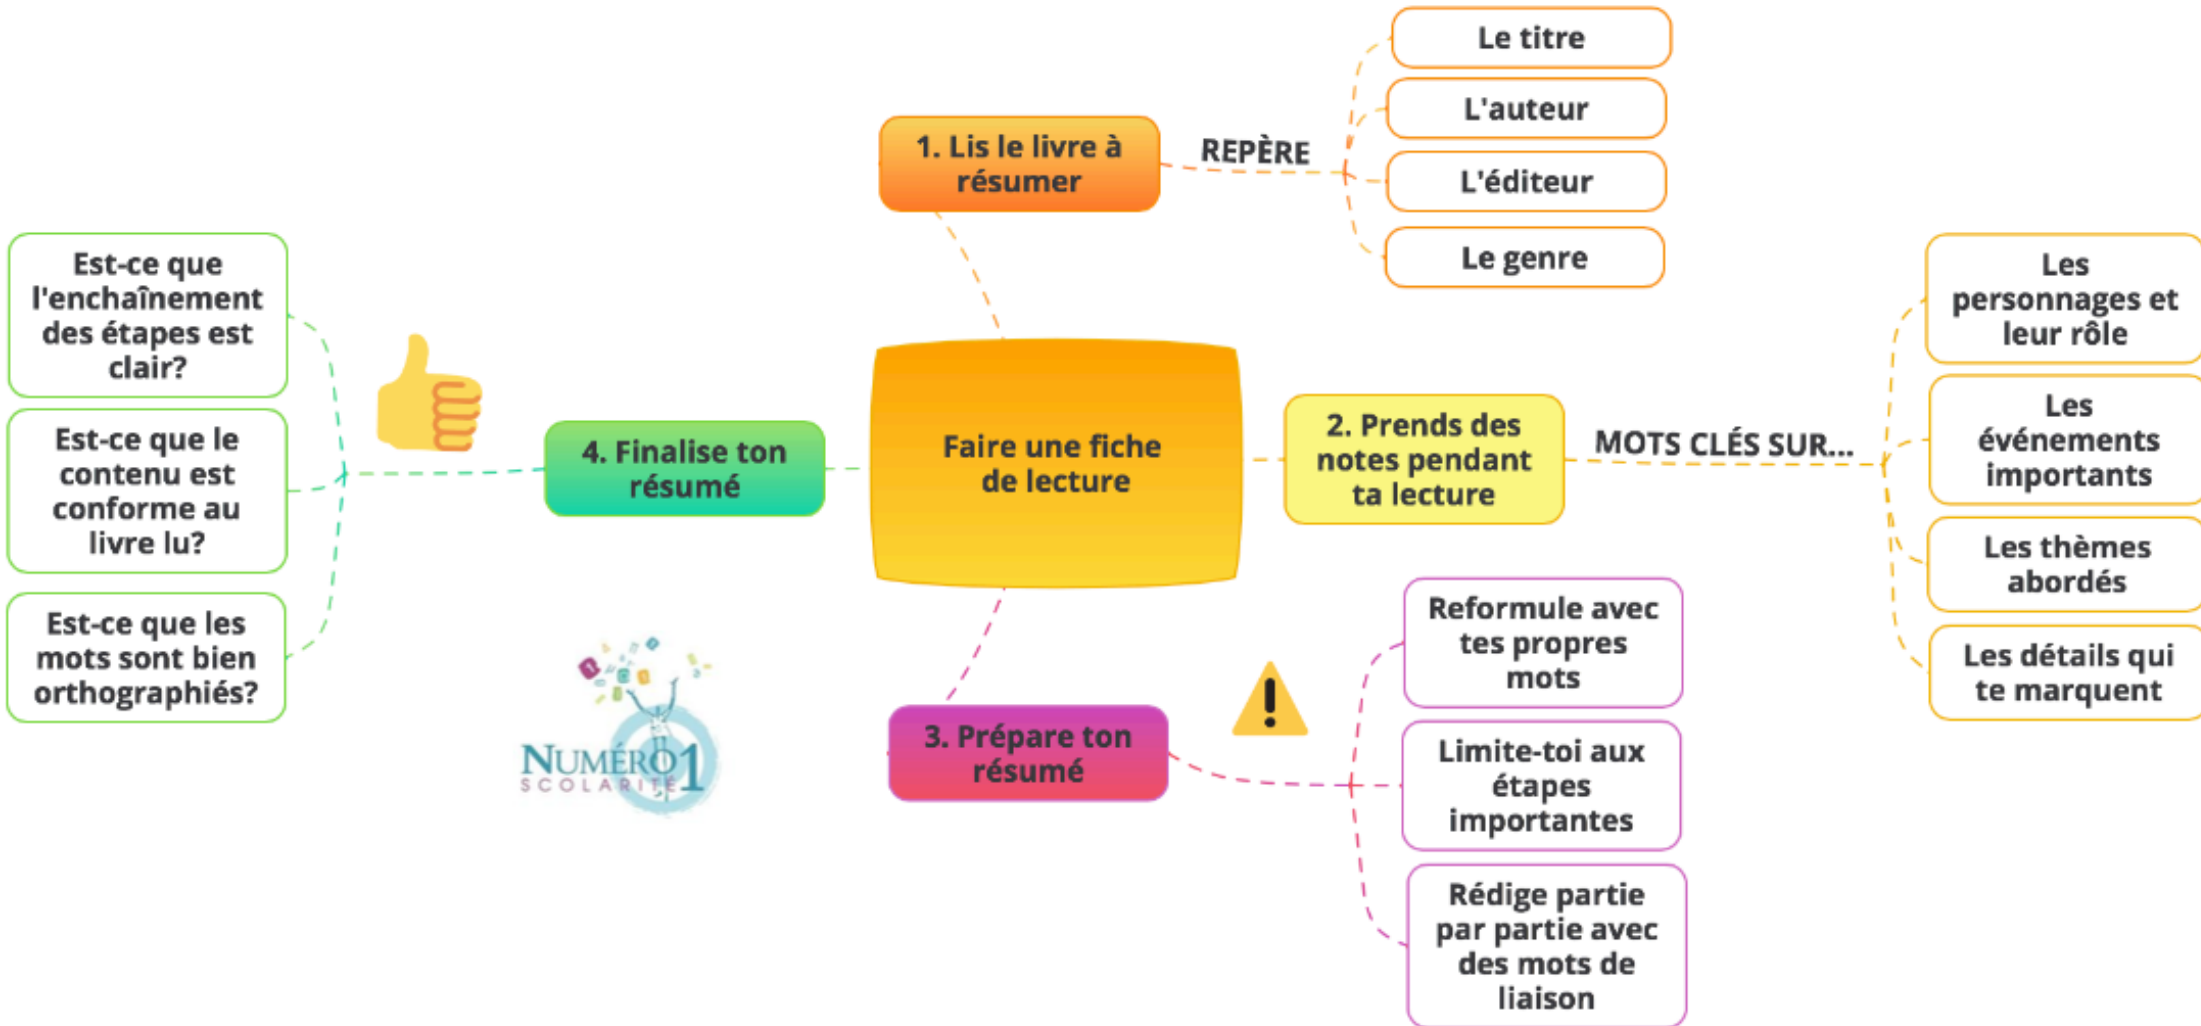 Faire une fiche
de lecture
1. Lis le livre à
résumer
REPÈRE
Le titre
L'auteur
L'éditeur
Le genre
2. Prends des
notes pendant
ta lecture
MOTS CLÉS SUR...
Les
personnages et
leur rôle
Les
événements
importants
Les thèmes
abordés
Les détails qui
te marquent
3. Prépare ton
résumé
Reformule avec
tes propres
mots
Limite-toi aux
étapes
importantes
Rédige partie
par partie avec
des mots de
liaison
4. Finalise ton
résumé
Est-ce que
l'enchaînement
des étapes est
clair?
Est-ce que le
contenu est
conforme au
livre lu?
Est-ce que les
mots sont bien
orthographiés?
NUMÉRO1
SCOLARITÉ